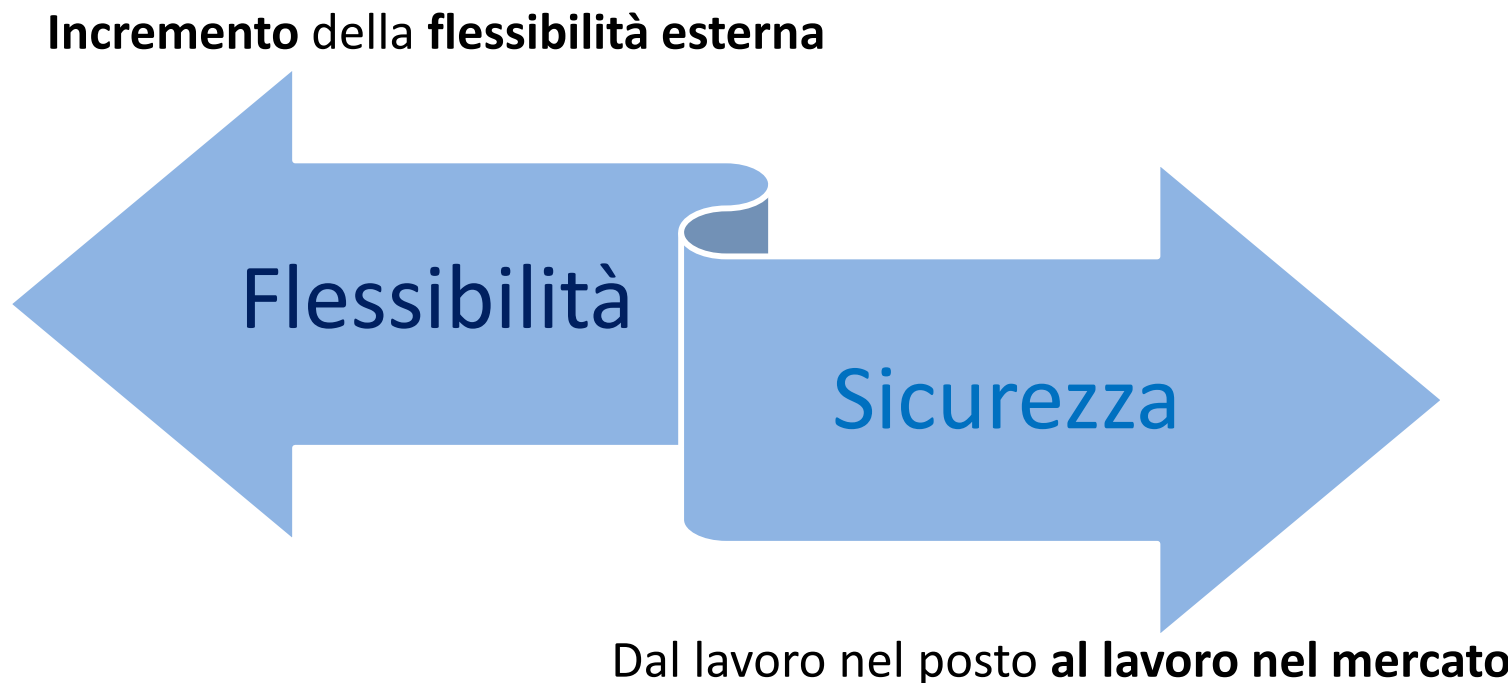 Incremento della flessibilità esterna
Flessibilità
Sicurezza
Dal lavoro nel posto al lavoro nel mercato